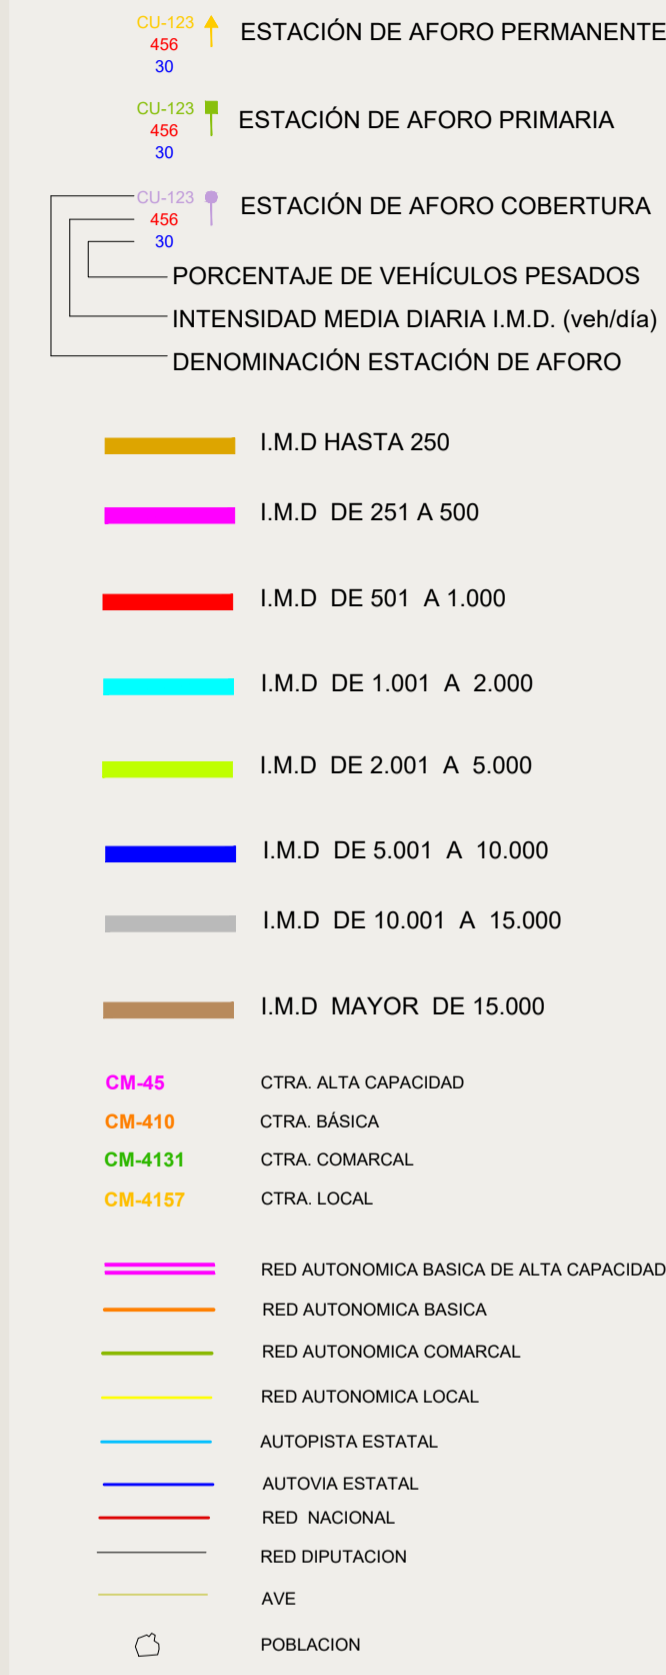 CU-123
456
30
ESTACIÓN DE AFORO PERMANENTE
CU-123
456
30
ESTACIÓN DE AFORO PRIMARIA
CU-123
456
30
ESTACIÓN DE AFORO COBERTURA
PORCENTAJE DE VEHÍCULOS PESADOS
INTENSIDAD MEDIA DIARIA I.M.D. (veh/día)
DENOMINACIÓN ESTACIÓN DE AFORO
I.M.D HASTA 250
I.M.D DE 251 A 500
I.M.D DE 501 A 1.000
I.M.D DE 1.001 A 2.000
I.M.D DE 2.001 A 5.000
I.M.D DE 5.001 A 10.000
I.M.D DE 10.001 A 15.000
I.M.D MAYOR DE 15.000
CM-45 CTRA. ALTA CAPACIDAD
CM-410 CTRA. BÁSICA
CM-4131 CTRA. COMARCAL
CM-4157 CTRA. LOCAL
RED AUTONOMICA BASICA DE ALTA CAPACIDAD
RED AUTONOMICA BASICA
RED AUTONOMICA COMARCAL
RED AUTONOMICA LOCAL
AUTOPISTA ESTATAL
AUTOVIA ESTATAL
RED NACIONAL
RED DIPUTACION
AVE
POBLACION